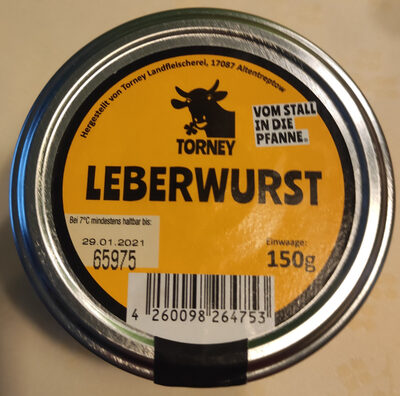 Hergestellt von Torney Landfleischerei, 17087 Altentreptow
TORNEY
VOM STALL
IN DIE
PFANNE.
LEBERWURST
Bei 7°C mindestens haltbar bis:
29.01.2021
65975
Einwaage:
150g
4 260098 264753